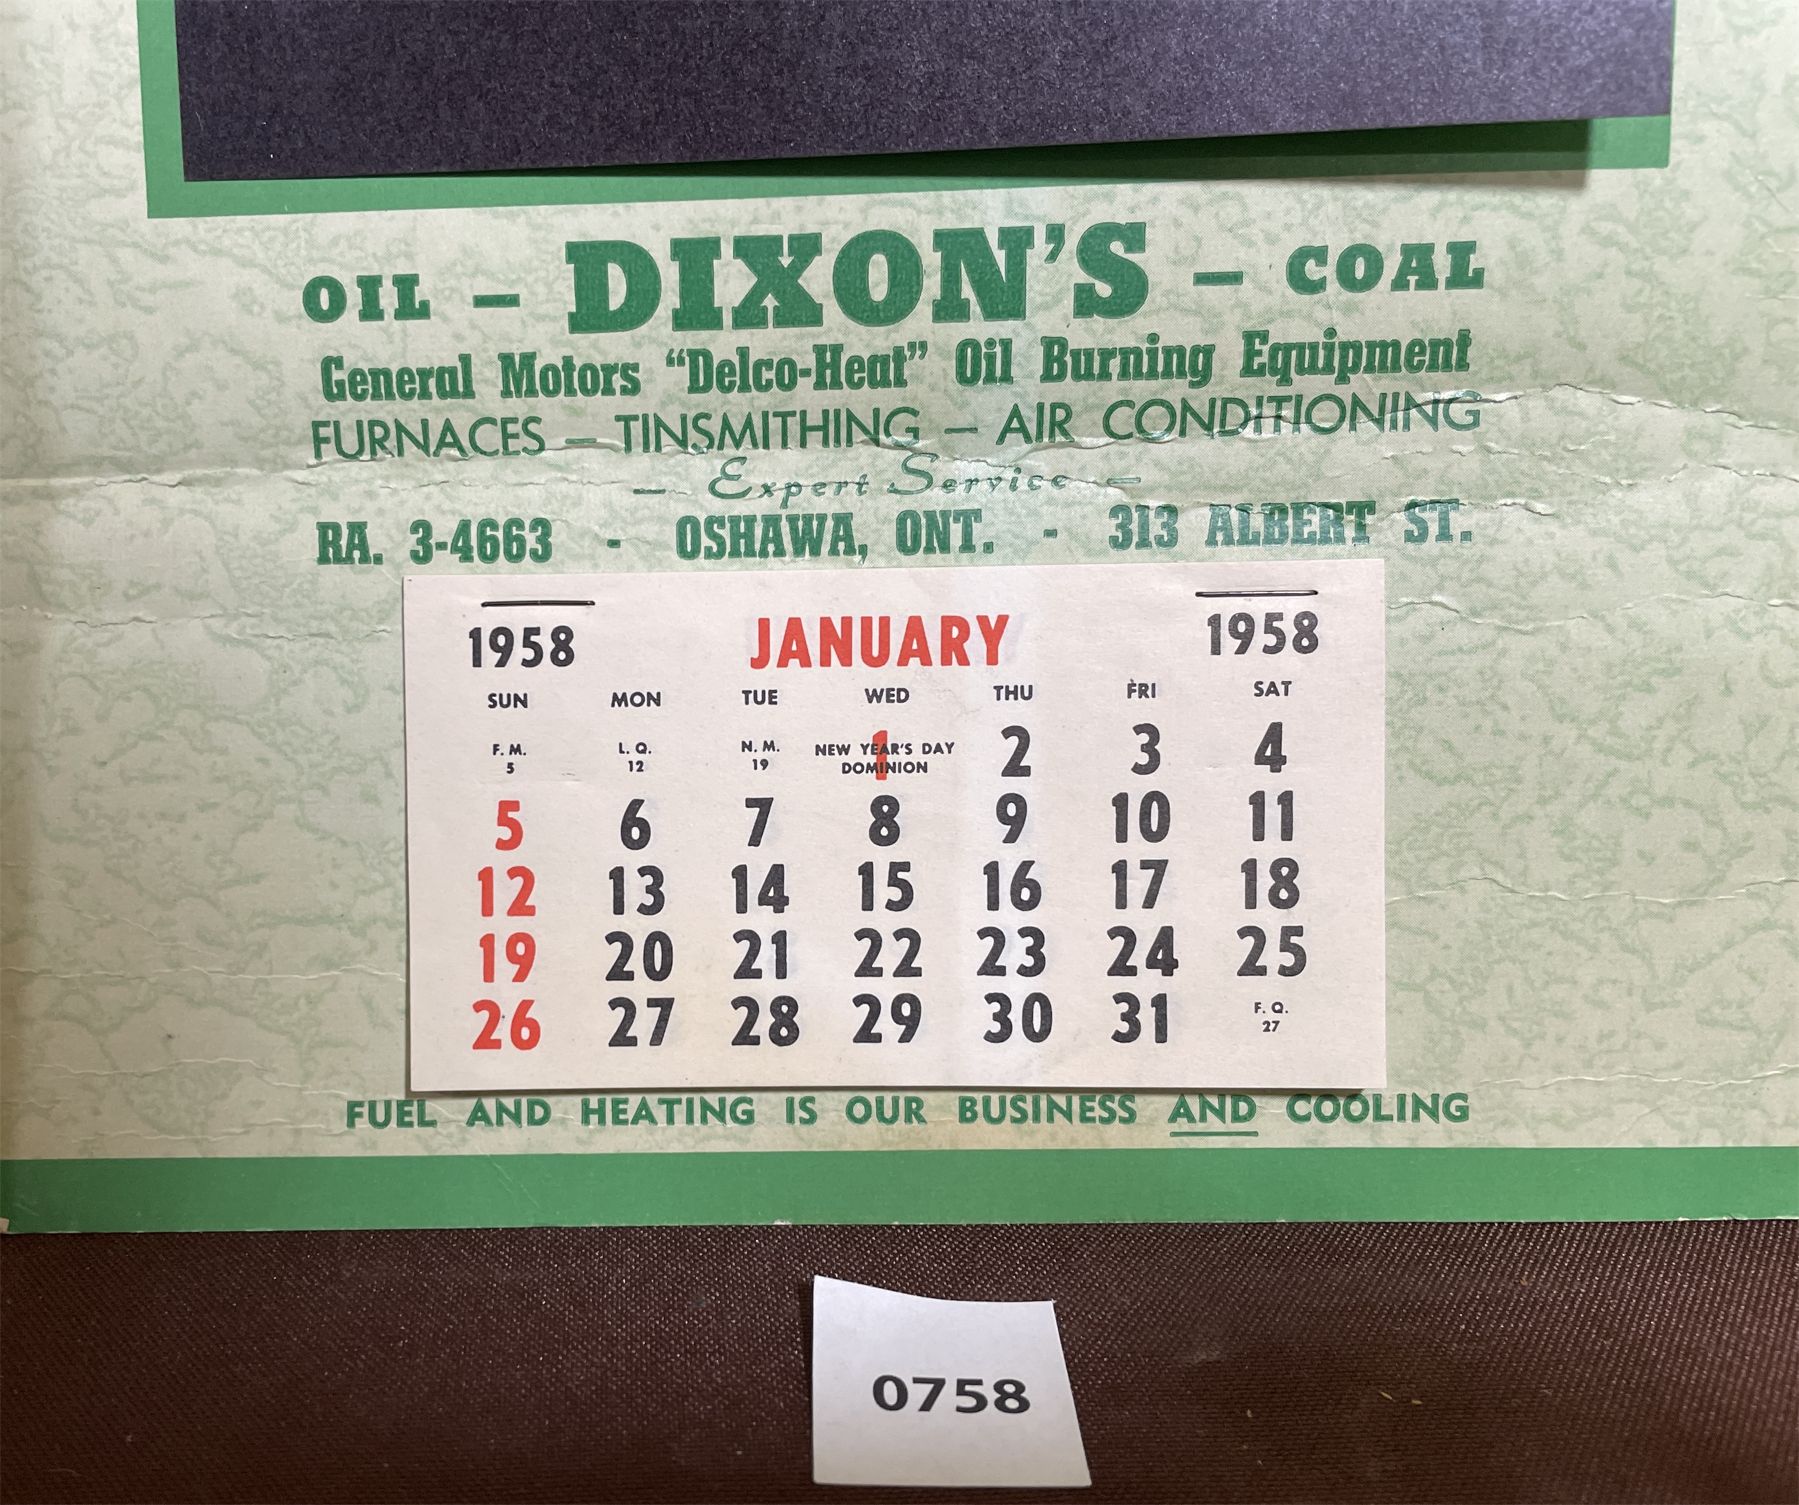 OIL — DIXON'S — COAL
General Motors "Delco-Heat" Oil Burning Equipment
FURNACES — TINSMITHING — AIR CONDITIONING
— Expert Service —
RA. 3-4663 - OSHAWA, ONT. - 313 ALBERT ST.
1958 JANUARY 1958
SUN MON TUE WED THU FRI SAT
F. M. 5 L. Q. 12 N. M. 19 1 NEW YEAR'S DAY DOMINION 2 3 4
5 6 7 8 9 10 11
12 13 14 15 16 17 18
19 20 21 22 23 24 25
26 27 28 29 30 31 F. Q. 27
FUEL AND HEATING IS OUR BUSINESS AND COOLING
0758